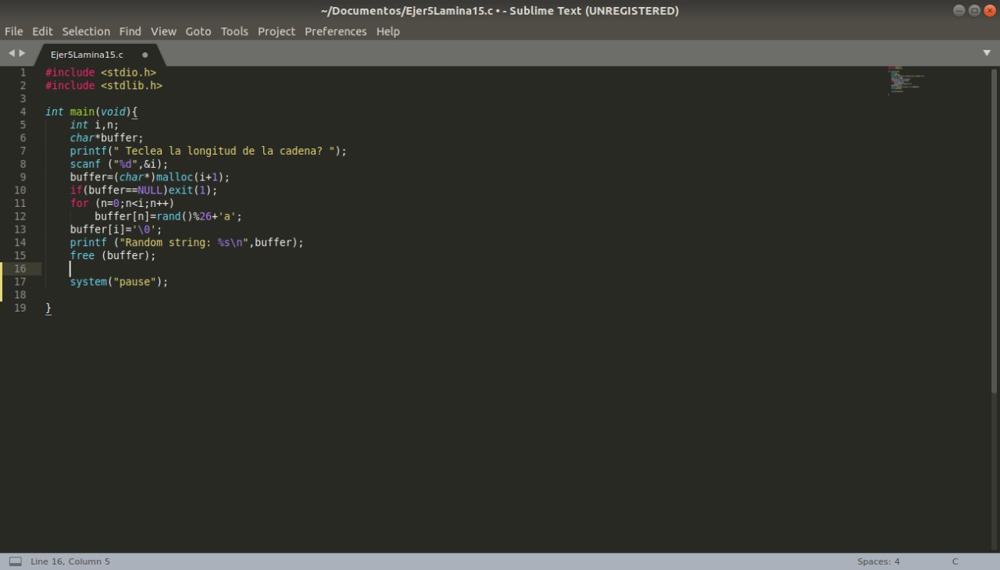 ~/Documentos/Ejer5Lamina15.c • - Sublime Text (UNREGISTERED)
File Edit Selection Find View Goto Tools Project Preferences Help
Ejer5Lamina15.c
1 #include <stdio.h>
2 #include <stdlib.h>
3
4 int main(void){
5     int i,n;
6     char*buffer;
7     printf(" Teclea la longitud de la cadena? ");
8     scanf ("%d",&i);
9     buffer=(char*)malloc(i+1);
10     if(buffer==NULL)exit(1);
11     for (n=0;n<i;n++)
12         buffer[n]=rand()%26+'a';
13     buffer[i]='\0';
14     printf ("Random string: %s\n",buffer);
15     free (buffer);
16
17     system("pause");
18
19 }
Line 16, Column 5 Spaces: 4 C